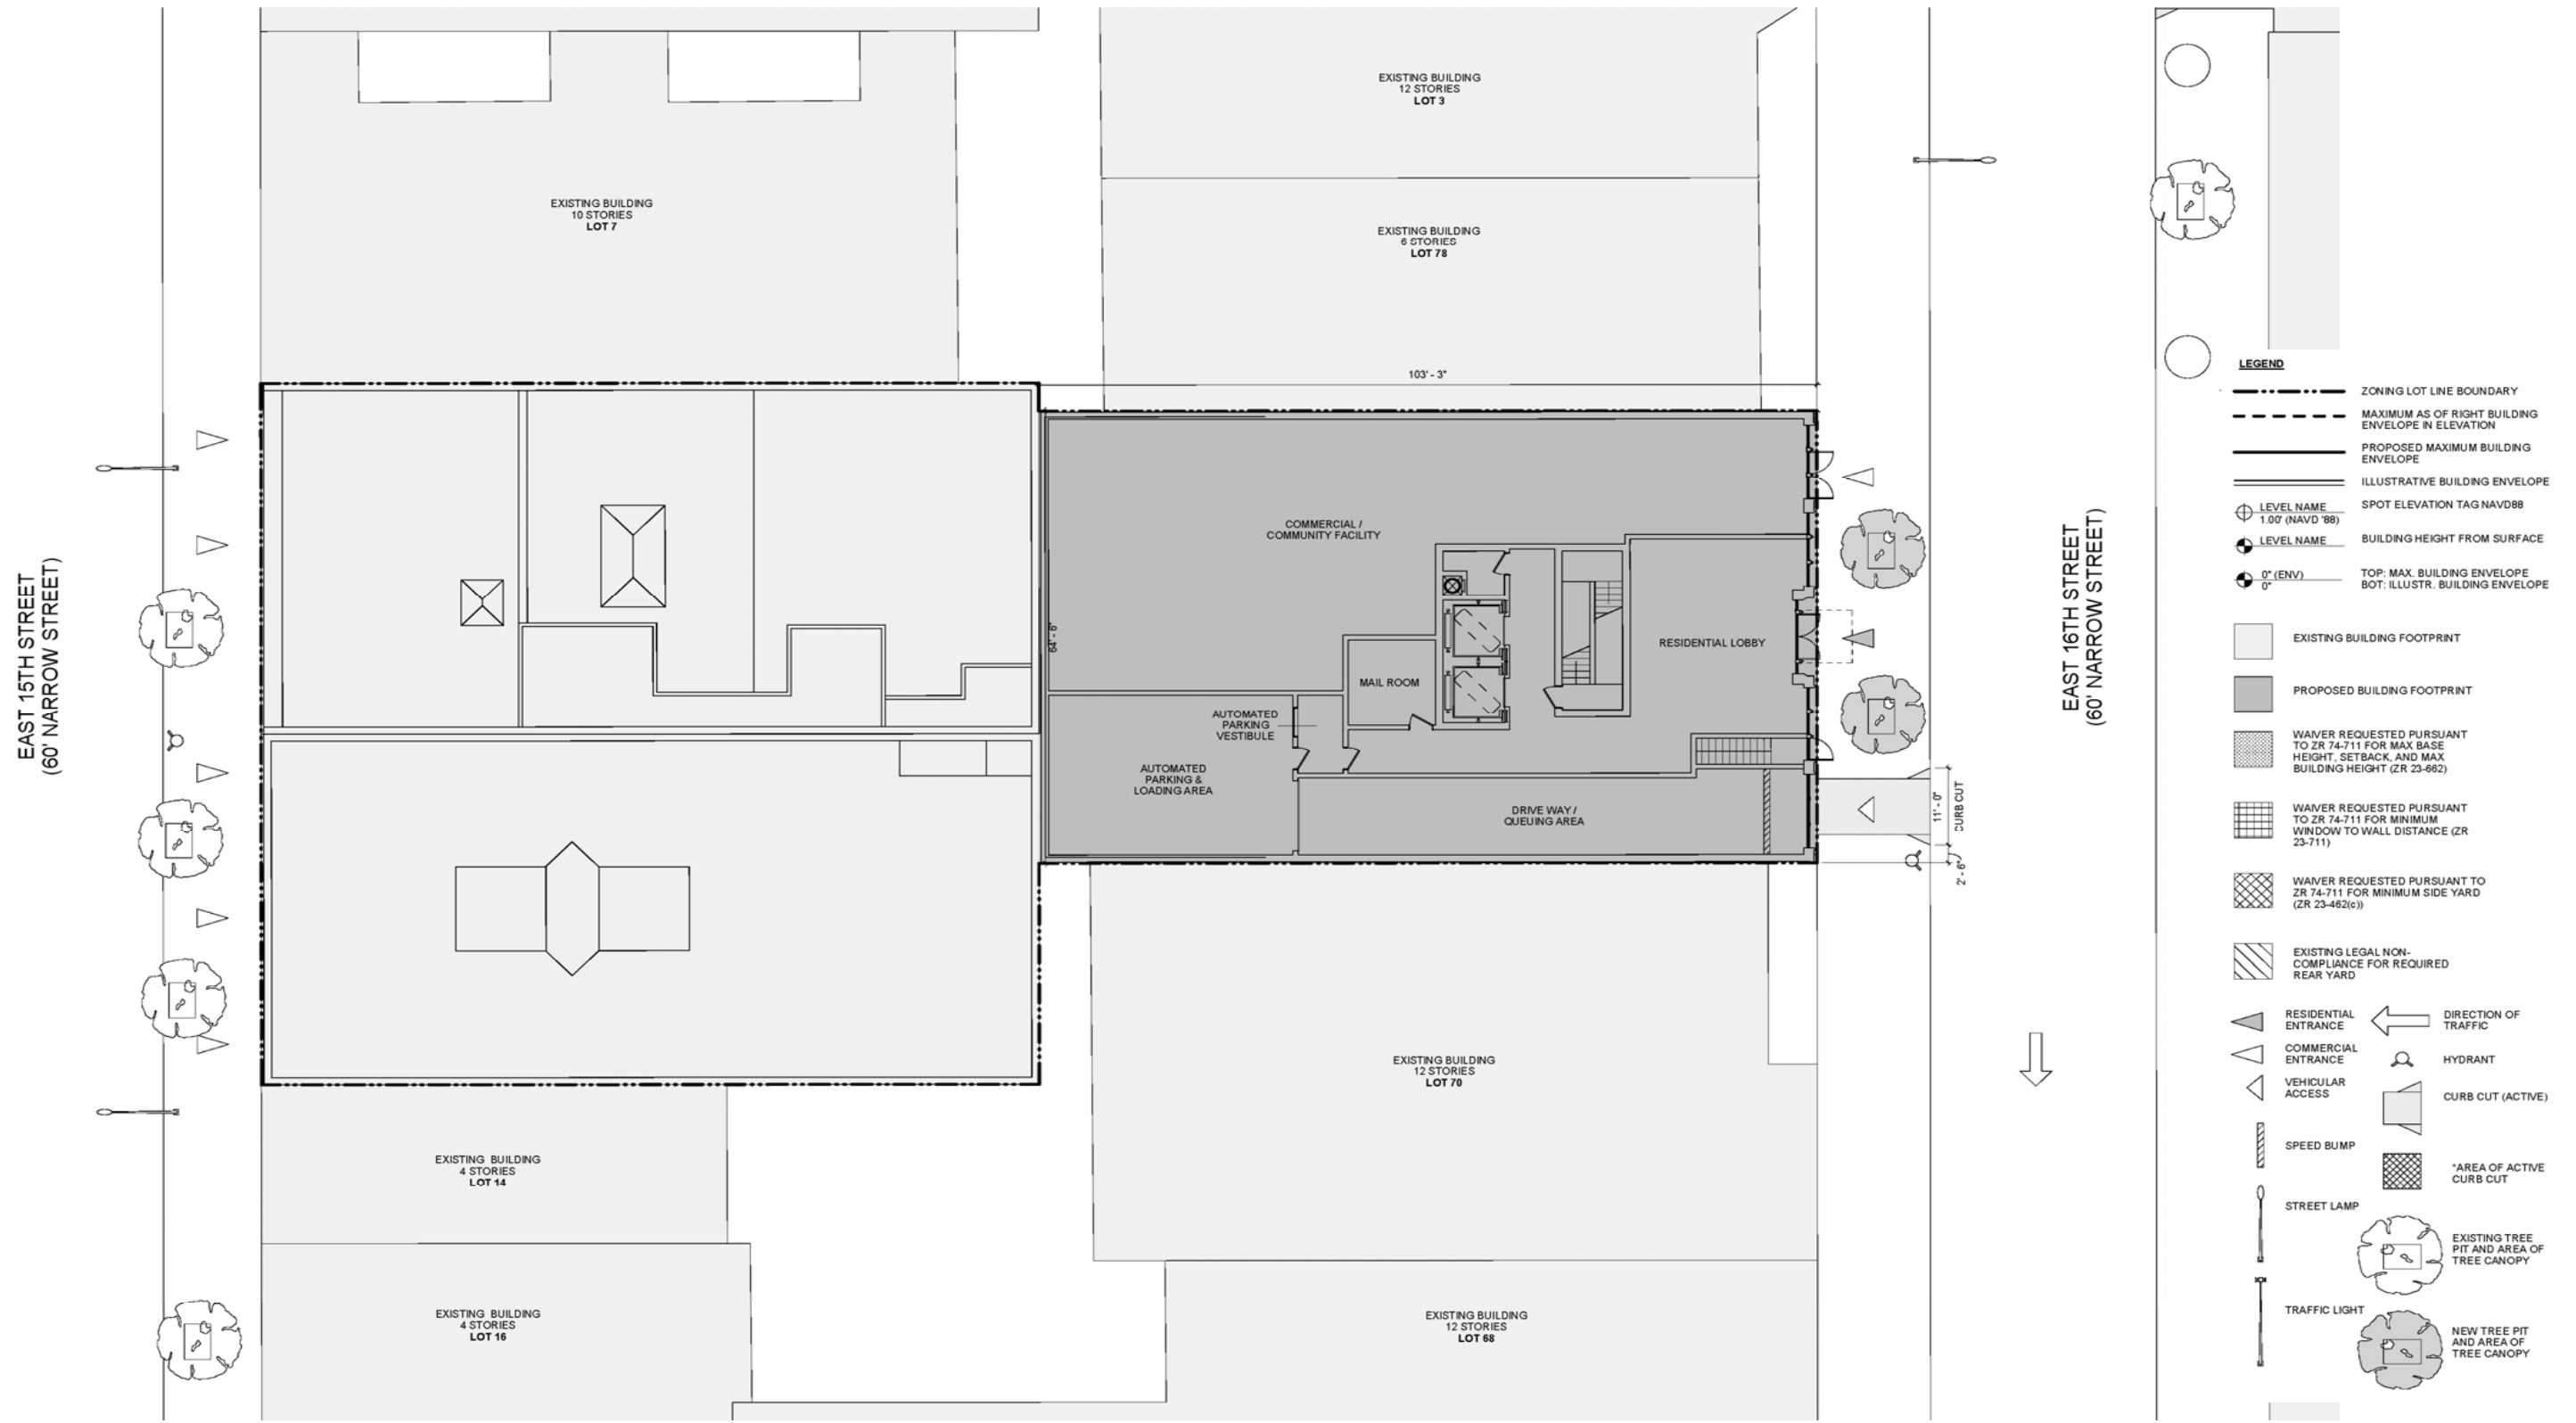 EXISTING BUILDING
12 STORIES
LOT 3
EXISTING BUILDING
10 STORIES
LOT 7
EXISTING BUILDING
6 STORIES
LOT 78
103' - 3"
64' - 6"
COMMERCIAL /
COMMUNITY FACILITY
RESIDENTIAL LOBBY
MAIL ROOM
AUTOMATED
PARKING
VESTIBULE
AUTOMATED
PARKING &
LOADING AREA
DRIVE WAY /
QUEUING AREA
11' - 0"
CURB CUT
2' - 6"
EAST 15TH STREET
(60' NARROW STREET)
EAST 16TH STREET
(60' NARROW STREET)
EXISTING BUILDING
12 STORIES
LOT 70
EXISTING BUILDING
4 STORIES
LOT 14
EXISTING BUILDING
4 STORIES
LOT 16
EXISTING BUILDING
12 STORIES
LOT 68
LEGEND
ZONING LOT LINE BOUNDARY
MAXIMUM AS OF RIGHT BUILDING
ENVELOPE IN ELEVATION
PROPOSED MAXIMUM BUILDING
ENVELOPE
ILLUSTRATIVE BUILDING ENVELOPE
LEVEL NAME
1.00' (NAVD '88)
SPOT ELEVATION TAG NAVD88
LEVEL NAME
BUILDING HEIGHT FROM SURFACE
0" (ENV)
0"
TOP: MAX. BUILDING ENVELOPE
BOT: ILLUSTR. BUILDING ENVELOPE
EXISTING BUILDING FOOTPRINT
PROPOSED BUILDING FOOTPRINT
WAIVER REQUESTED PURSUANT
TO ZR 74-711 FOR MAX BASE
HEIGHT, SETBACK, AND MAX
BUILDING HEIGHT (ZR 23-662)
WAIVER REQUESTED PURSUANT
TO ZR 74-711 FOR MINIMUM
WINDOW TO WALL DISTANCE (ZR
23-711)
WAIVER REQUESTED PURSUANT TO
ZR 74-711 FOR MINIMUM SIDE YARD
(ZR 23-462(c))
EXISTING LEGAL NON-
COMPLIANCE FOR REQUIRED
REAR YARD
RESIDENTIAL
ENTRANCE
DIRECTION OF
TRAFFIC
COMMERCIAL
ENTRANCE
HYDRANT
VEHICULAR
ACCESS
CURB CUT (ACTIVE)
SPEED BUMP
*AREA OF ACTIVE
CURB CUT
STREET LAMP
EXISTING TREE
PIT AND AREA OF
TREE CANOPY
TRAFFIC LIGHT
NEW TREE PIT
AND AREA OF
TREE CANOPY